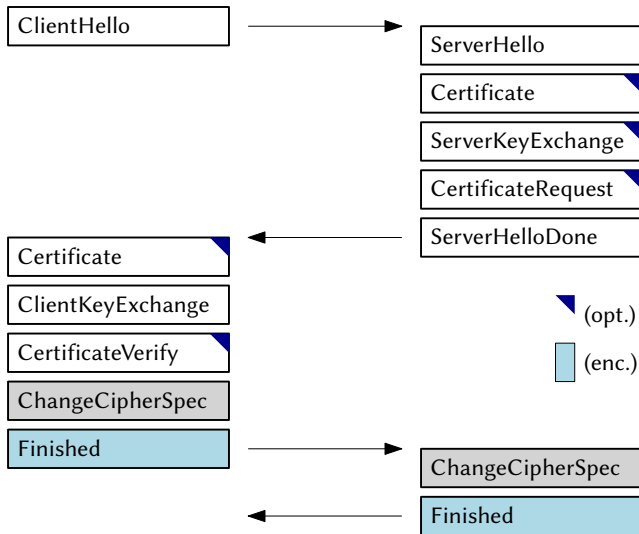 ClientHello
ServerHello
Certificate
ServerKeyExchange
CertificateRequest
ServerHelloDone
Certificate
ClientKeyExchange
CertificateVerify
ChangeCipherSpec
Finished
(opt.)
(enc.)
ChangeCipherSpec
Finished